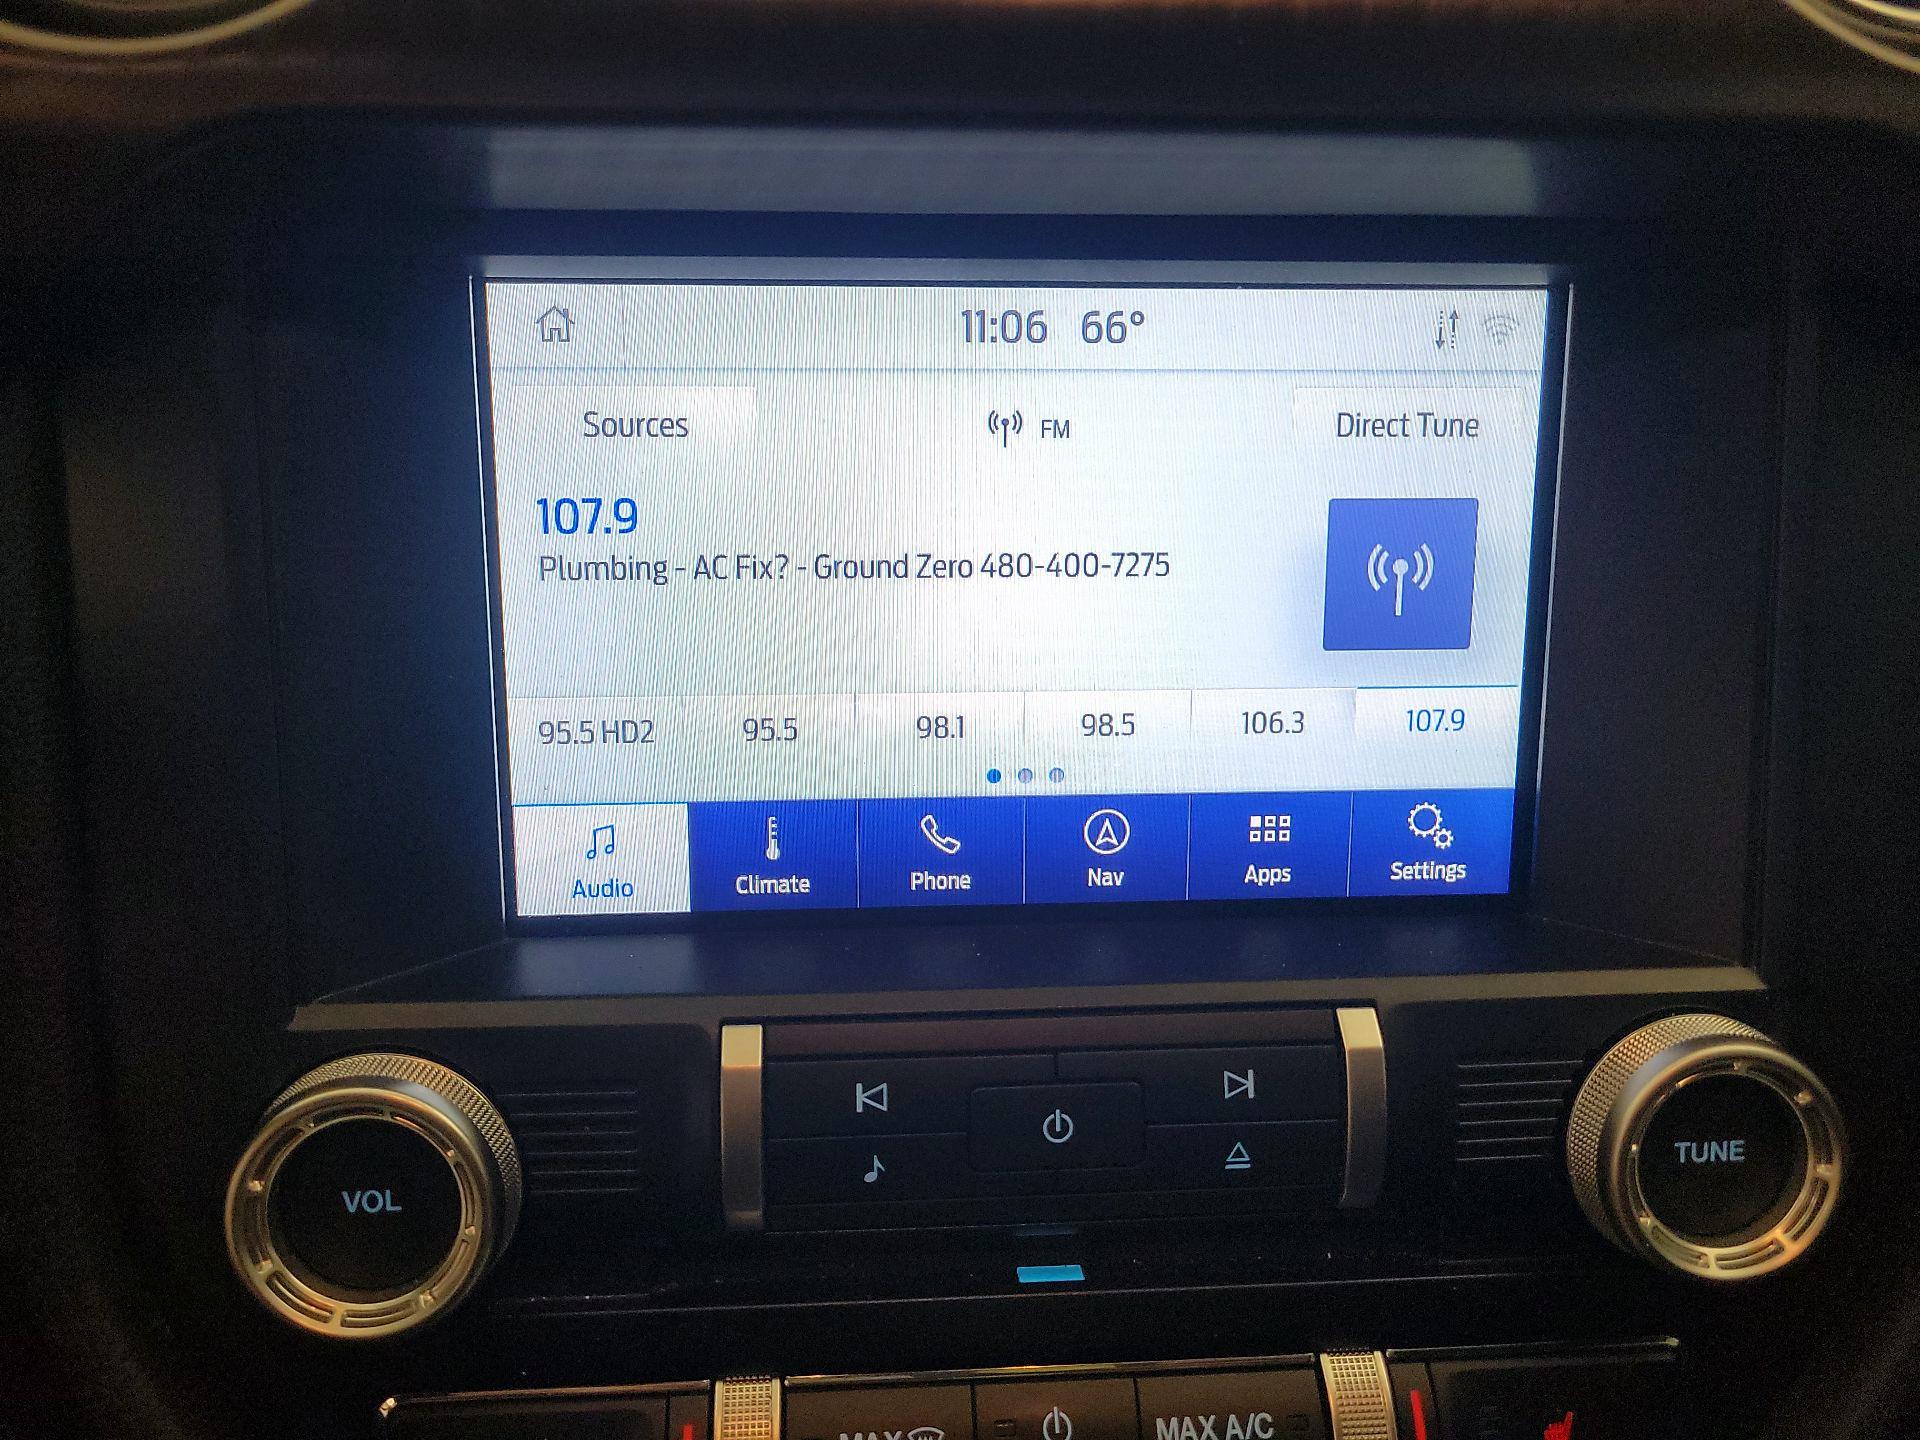 11:06 66°
Sources FM Direct Tune
107.9
Plumbing - AC Fix? - Ground Zero 480-400-7275
95.5 HD2 95.5 98.1 98.5 106.3 107.9
Audio Climate Phone Nav Apps Settings
VOL TUNE
MAX MAX A/C